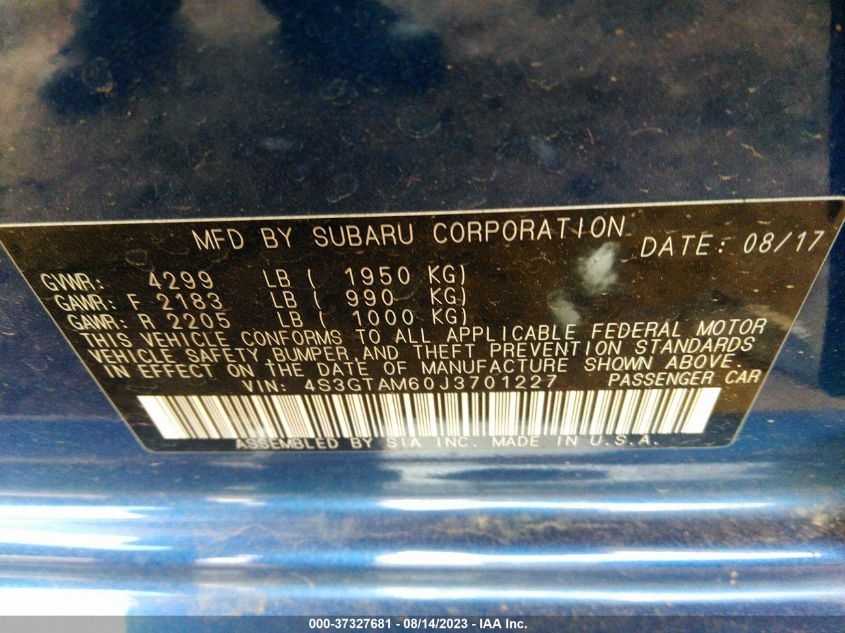 MFD BY SUBARU CORPORATION DATE: 08/17
GVWR: 4299 LB ( 1950 KG)
GAWR: F 2183 LB ( 990 KG)
GAWR: R 2205 LB ( 1000 KG)
THIS VEHICLE CONFORMS TO ALL APPLICABLE FEDERAL MOTOR
VEHICLE SAFETY, BUMPER, AND THEFT PREVENTION STANDARDS
IN EFFECT ON THE DATE OF MANUFACTURE SHOWN ABOVE.
VIN: 4S3GTAM60J3701227 PASSENGER CAR
ASSEMBLED BY SIA INC. MADE IN U.S.A.
000-37327681 - 08/14/2023 - IAA Inc.